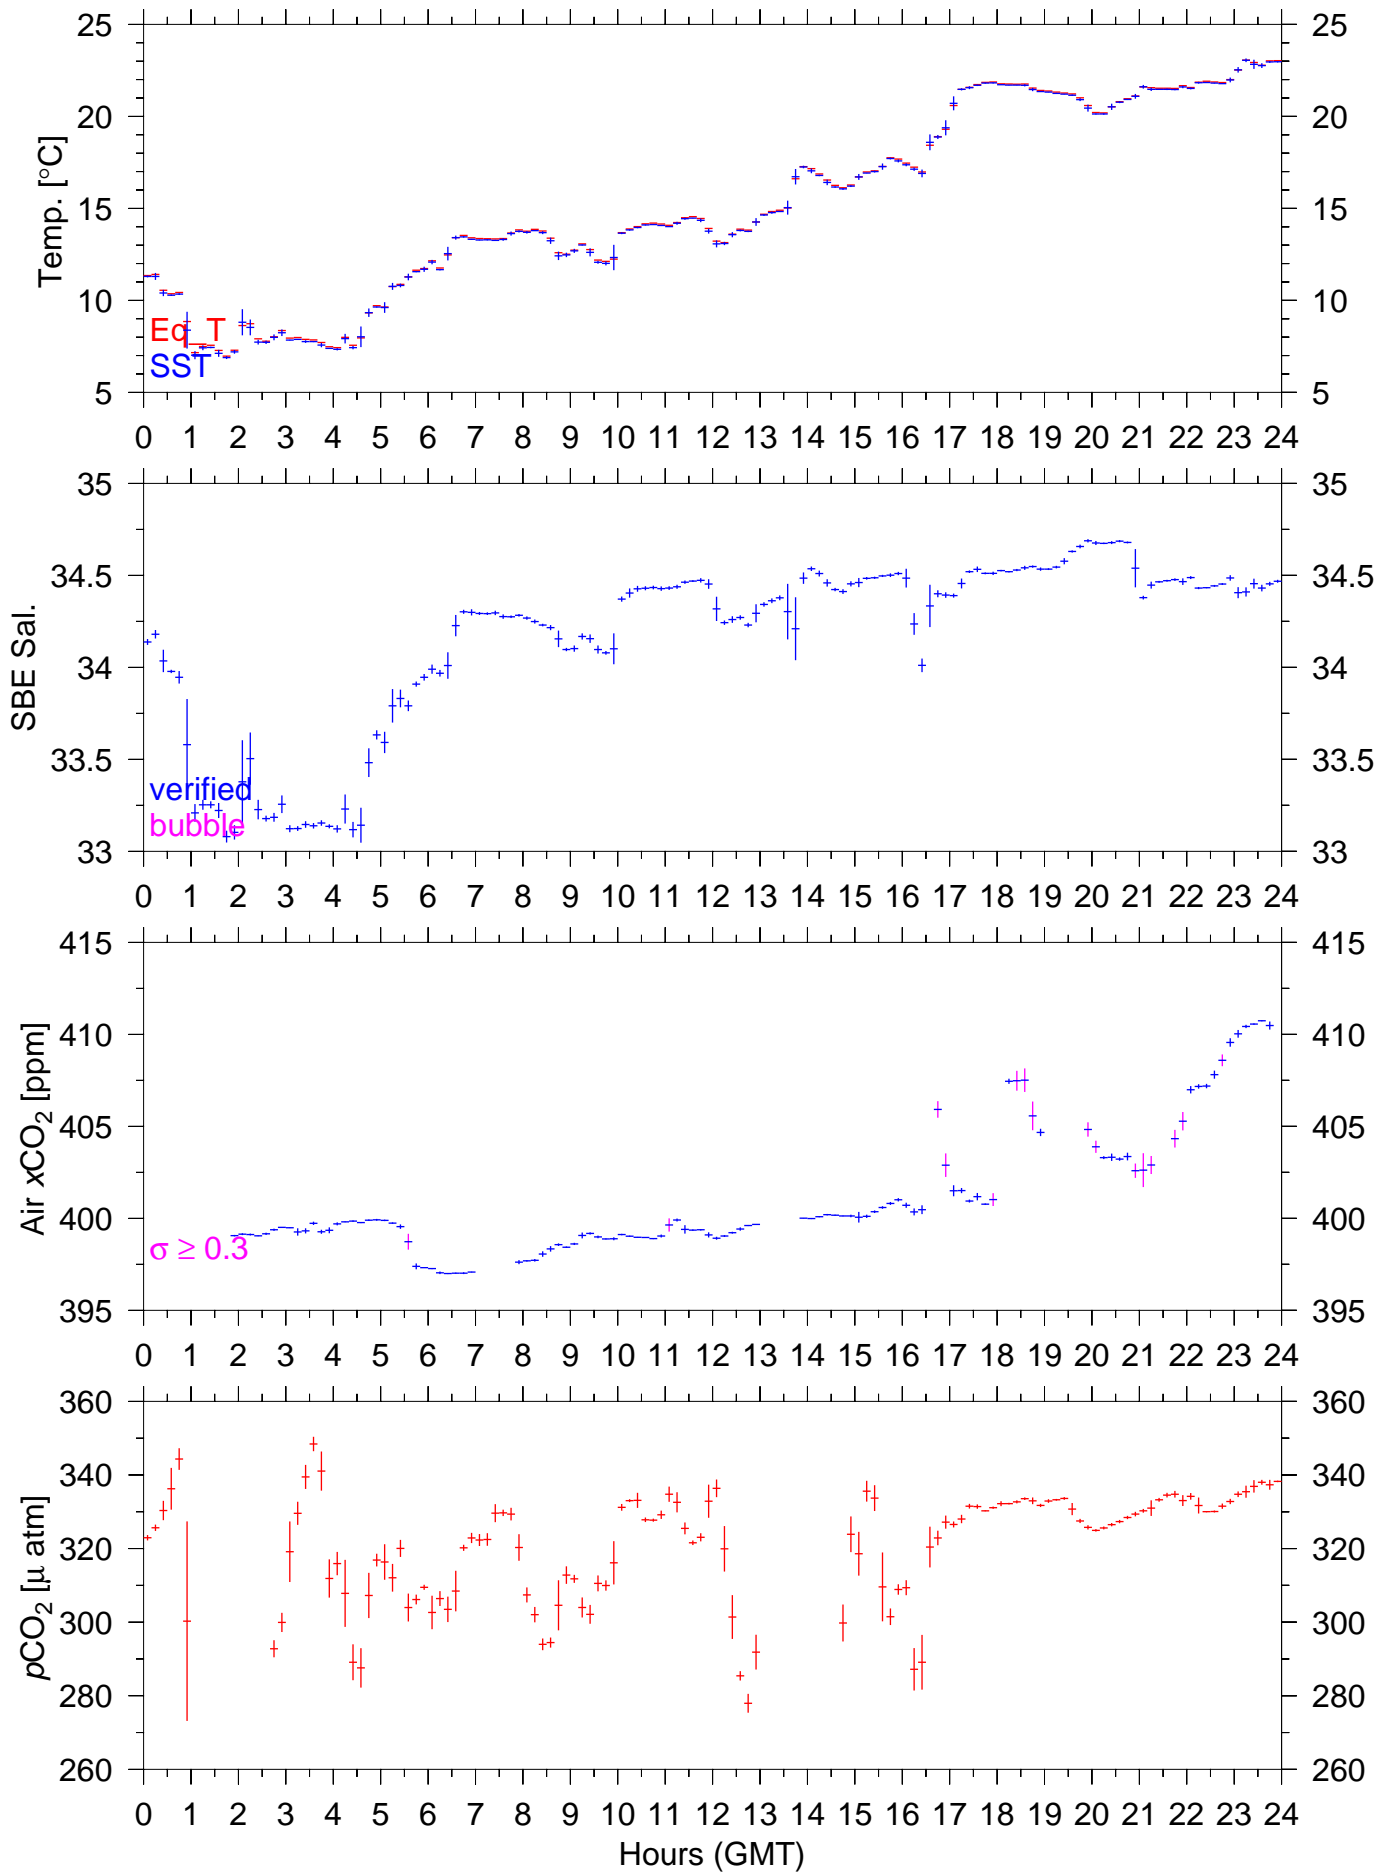 25 25
20 20
15 15
10 10
5 5
Temp. [°C]
Eq_T
SST
0 1 2 3 4 5 6 7 8 9 10 11 12 13 14 15 16 17 18 19 20 21 22 23 24
35 35
34.5 34.5
34 34
33.5 33.5
33 33
SBE Sal.
verified
bubble
0 1 2 3 4 5 6 7 8 9 10 11 12 13 14 15 16 17 18 19 20 21 22 23 24
415 415
410 410
405 405
400 400
395 395
Air xCO₂ [ppm]
σ ≥ 0.3
0 1 2 3 4 5 6 7 8 9 10 11 12 13 14 15 16 17 18 19 20 21 22 23 24
360 360
340 340
320 320
300 300
280 280
260 260
pCO₂ [μ atm]
0 1 2 3 4 5 6 7 8 9 10 11 12 13 14 15 16 17 18 19 20 21 22 23 24
Hours (GMT)